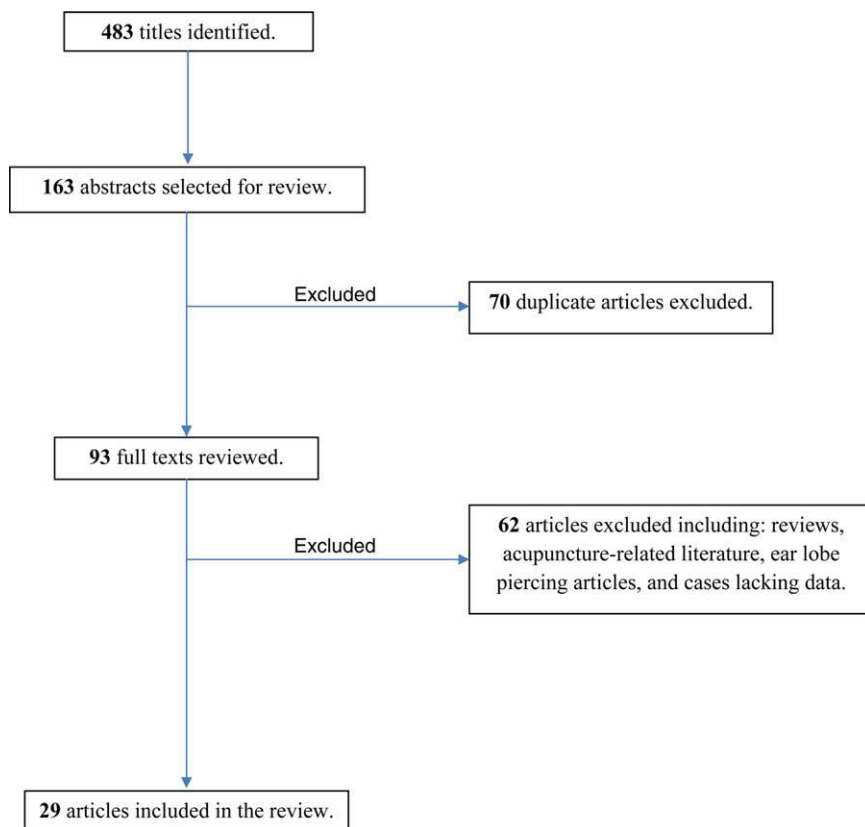 483 titles identified.
163 abstracts selected for review.
Excluded
70 duplicate articles excluded.
93 full texts reviewed.
Excluded
62 articles excluded including: reviews,
acupuncture-related literature, ear lobe
piercing articles, and cases lacking data.
29 articles included in the review.